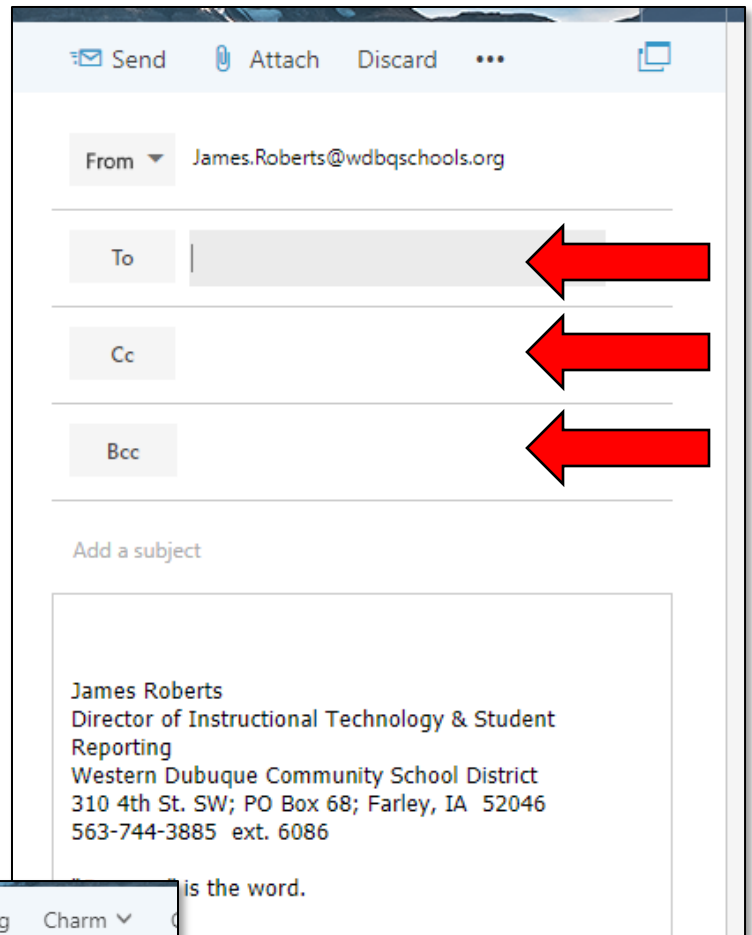 Send Attach Discard •••
From James.Roberts@wdbqschools.org
To
Cc
Bcc
Add a subject
James Roberts
Director of Instructional Technology & Student
Reporting
Western Dubuque Community School District
310 4th St. SW; PO Box 68; Farley, IA 52046
563-744-3885 ext. 6086
" is the word.
Charm